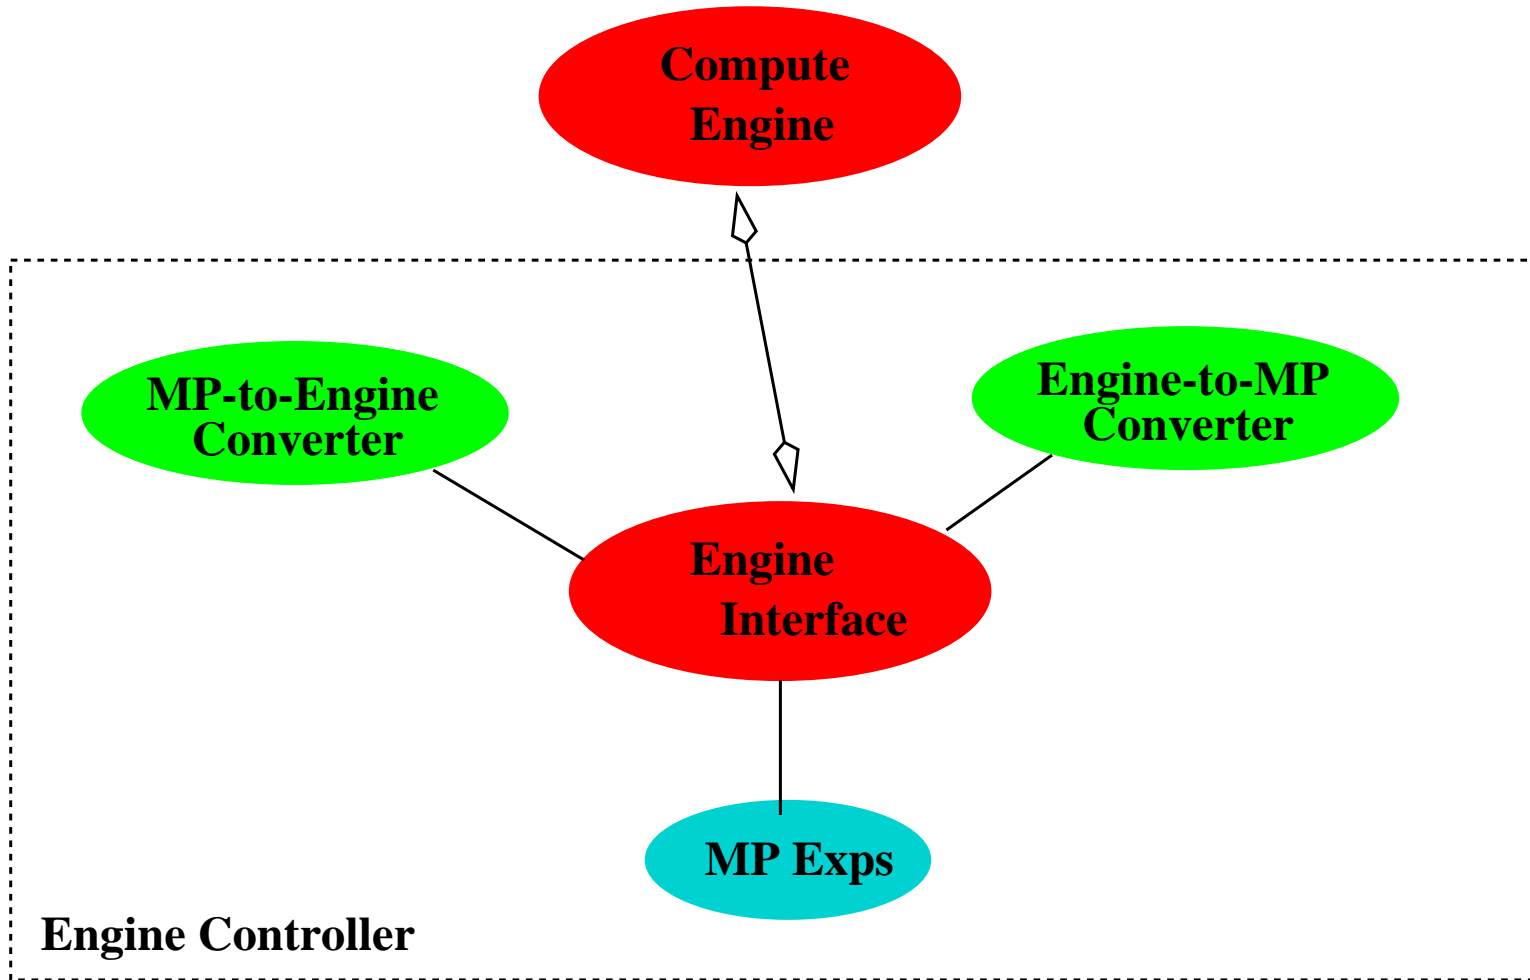 Compute
Engine
MP-to-Engine
Converter
Engine-to-MP
Converter
Engine
Interface
MP Exps
Engine Controller